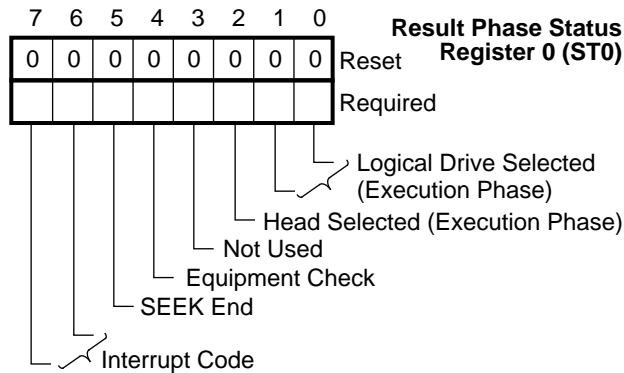 7 6 5 4 3 2 1 0
Result Phase Status
Register 0 (ST0)
0 0 0 0 0 0 0 0 Reset
Required
Logical Drive Selected
(Execution Phase)
Head Selected (Execution Phase)
Not Used
Equipment Check
SEEK End
Interrupt Code